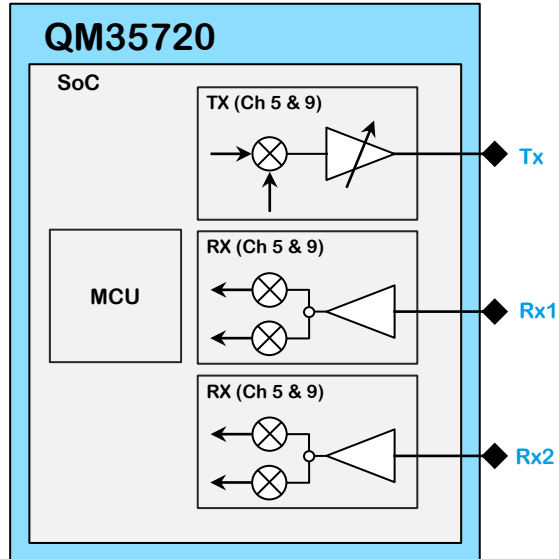 QM35720
SoC
TX (Ch 5 & 9)
Tx
RX (Ch 5 & 9)
MCU
Rx1
RX (Ch 5 & 9)
Rx2